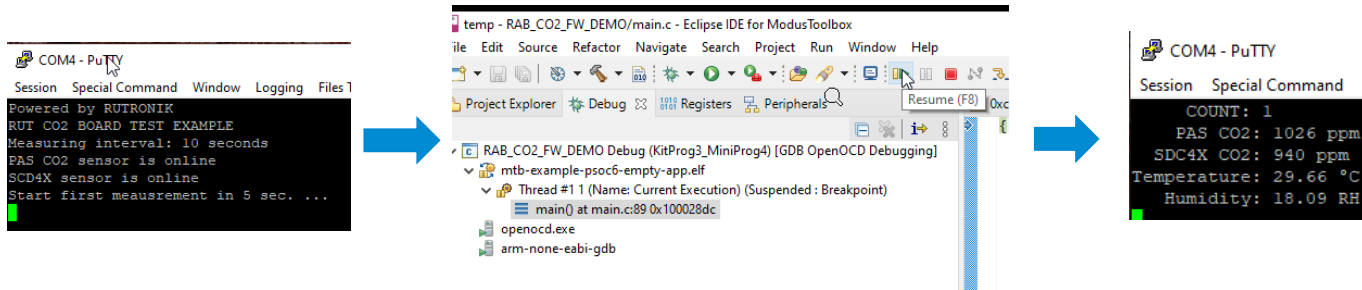 COM4 - PuTTY
Session Special Command Window Logging Files T
Powered by RUTRONIK
RUT CO2 BOARD TEST EXAMPLE
Measuring interval: 10 seconds
PAS CO2 sensor is online
SCD4X sensor is online
Start first meausrement in 5 sec. ...
temp - RAB_CO2_FW_DEMO/main.c - Eclipse IDE for ModusToolbox
File Edit Source Refactor Navigate Search Project Run Window Help
Project Explorer Debug Registers Peripherals 0xc
Resume (F8)
RAB_CO2_FW_DEMO Debug (KitProg3_MiniProg4) [GDB OpenOCD Debugging]
mtb-example-psoc6-empty-app.elf
Thread #1 1 (Name: Current Execution) (Suspended : Breakpoint)
main() at main.c:89 0x100028dc
openocd.exe
arm-none-eabi-gdb
COM4 - PuTTY
Session Special Command
COUNT: 1
PAS CO2: 1026 ppm
SDC4X CO2: 940 ppm
Temperature: 29.66 °C
Humidity: 18.09 RH